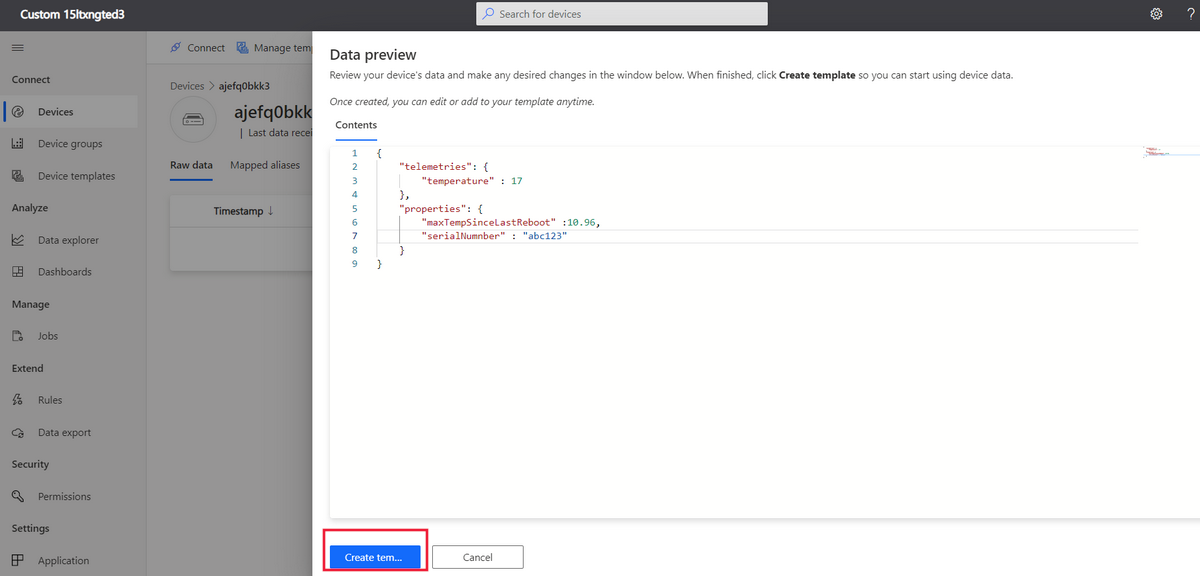 Custom 15ltxngted3
Search for devices
?
Connect
Devices
Device groups
Device templates
Analyze
Data explorer
Dashboards
Manage
Jobs
Extend
Rules
Data export
Security
Permissions
Settings
Application
Connect Manage tem
Devices > ajefq0bkk3
ajefq0bkk
| Last data recei
Raw data Mapped aliases
Timestamp ↓
Data preview
Review your device's data and make any desired changes in the window below. When finished, click Create template so you can start using device data.
Once created, you can edit or add to your template anytime.
Contents
1 {
2 "telemetries": {
3 "temperature" : 17
4 },
5 "properties": {
6 "maxTempSinceLastReboot" :10.96,
7 "serialNumnber" : "abc123"
8 }
9 }
Create tem... Cancel